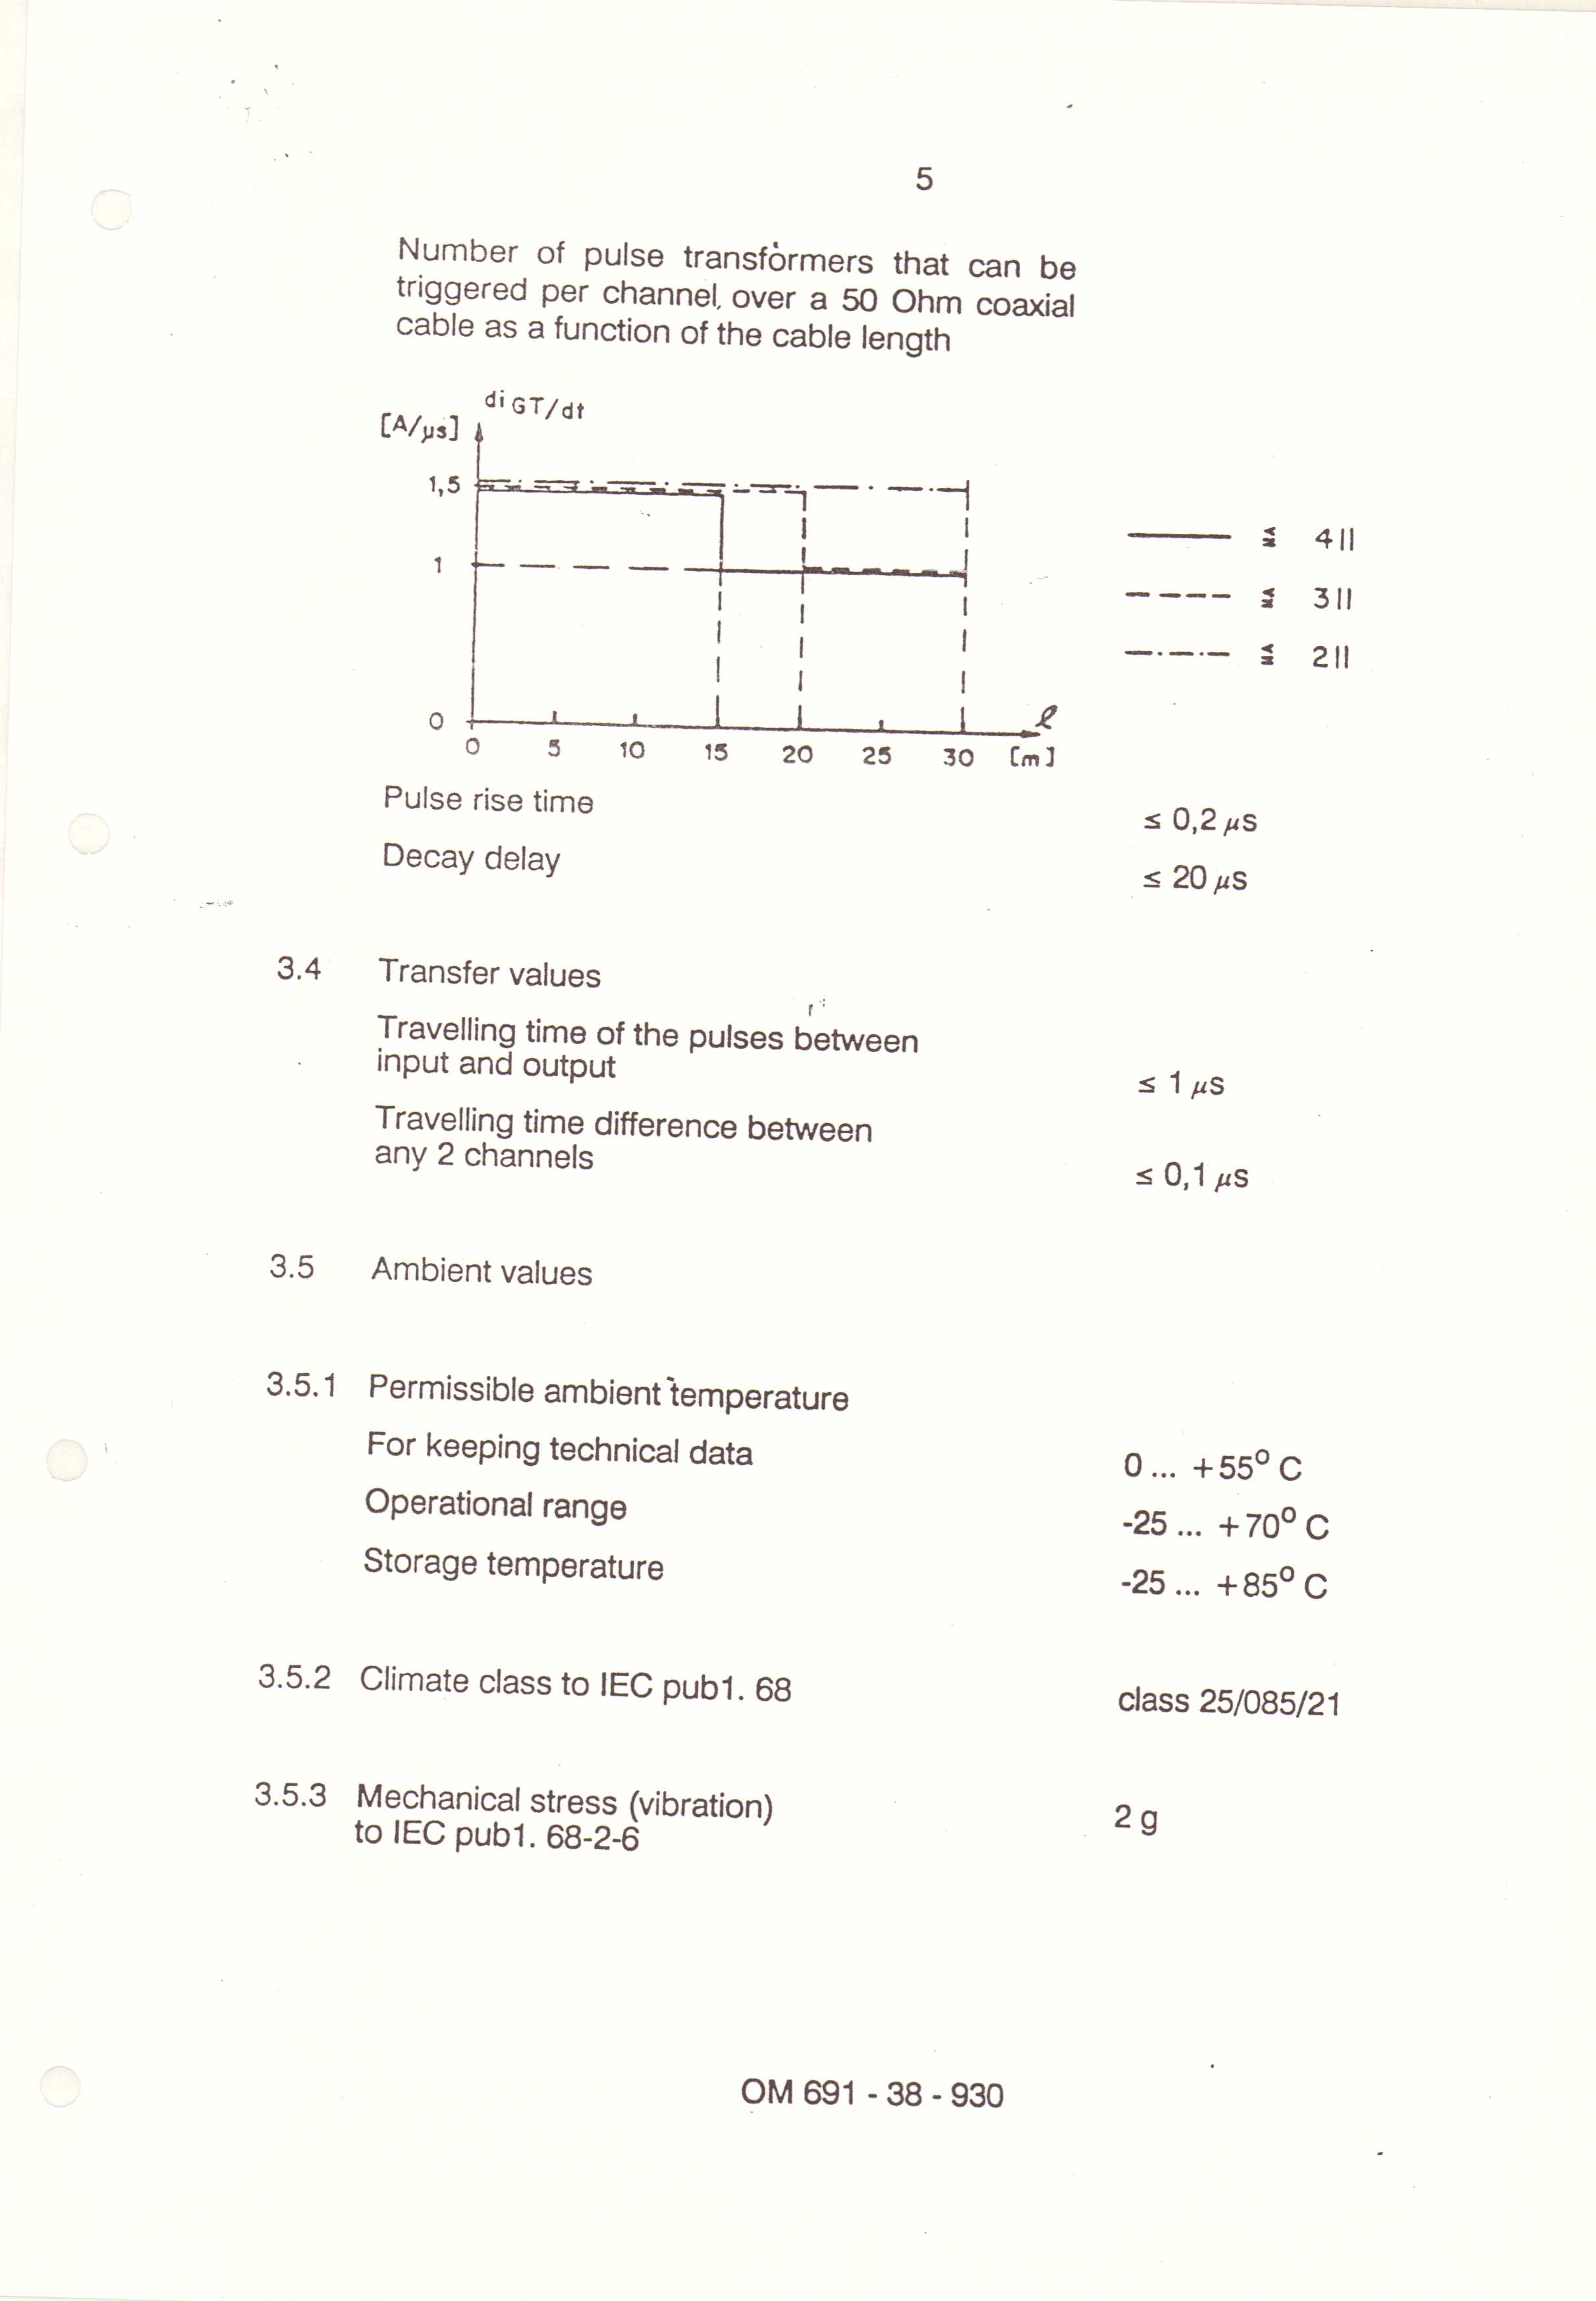 5
Number of pulse transformers that can be
triggered per channel, over a 50 Ohm coaxial
cable as a function of the cable length
diGT/dt
[A/µs]
1,5
1
0
0 5 10 15 20 25 30 [m]
ℓ
≦ 4||
≦ 3||
≦ 2||
Pulse rise time ≤ 0,2 µs
Decay delay ≤ 20 µs
3.4 Transfer values
Travelling time of the pulses between
input and output ≤ 1 µs
Travelling time difference between
any 2 channels ≤ 0,1 µs
3.5 Ambient values
3.5.1 Permissible ambient temperature
For keeping technical data 0 ... +55° C
Operational range -25 ... +70° C
Storage temperature -25 ... +85° C
3.5.2 Climate class to IEC pub1. 68 class 25/085/21
3.5.3 Mechanical stress (vibration) 2 g
to IEC pub1. 68-2-6
OM 691 - 38 - 930